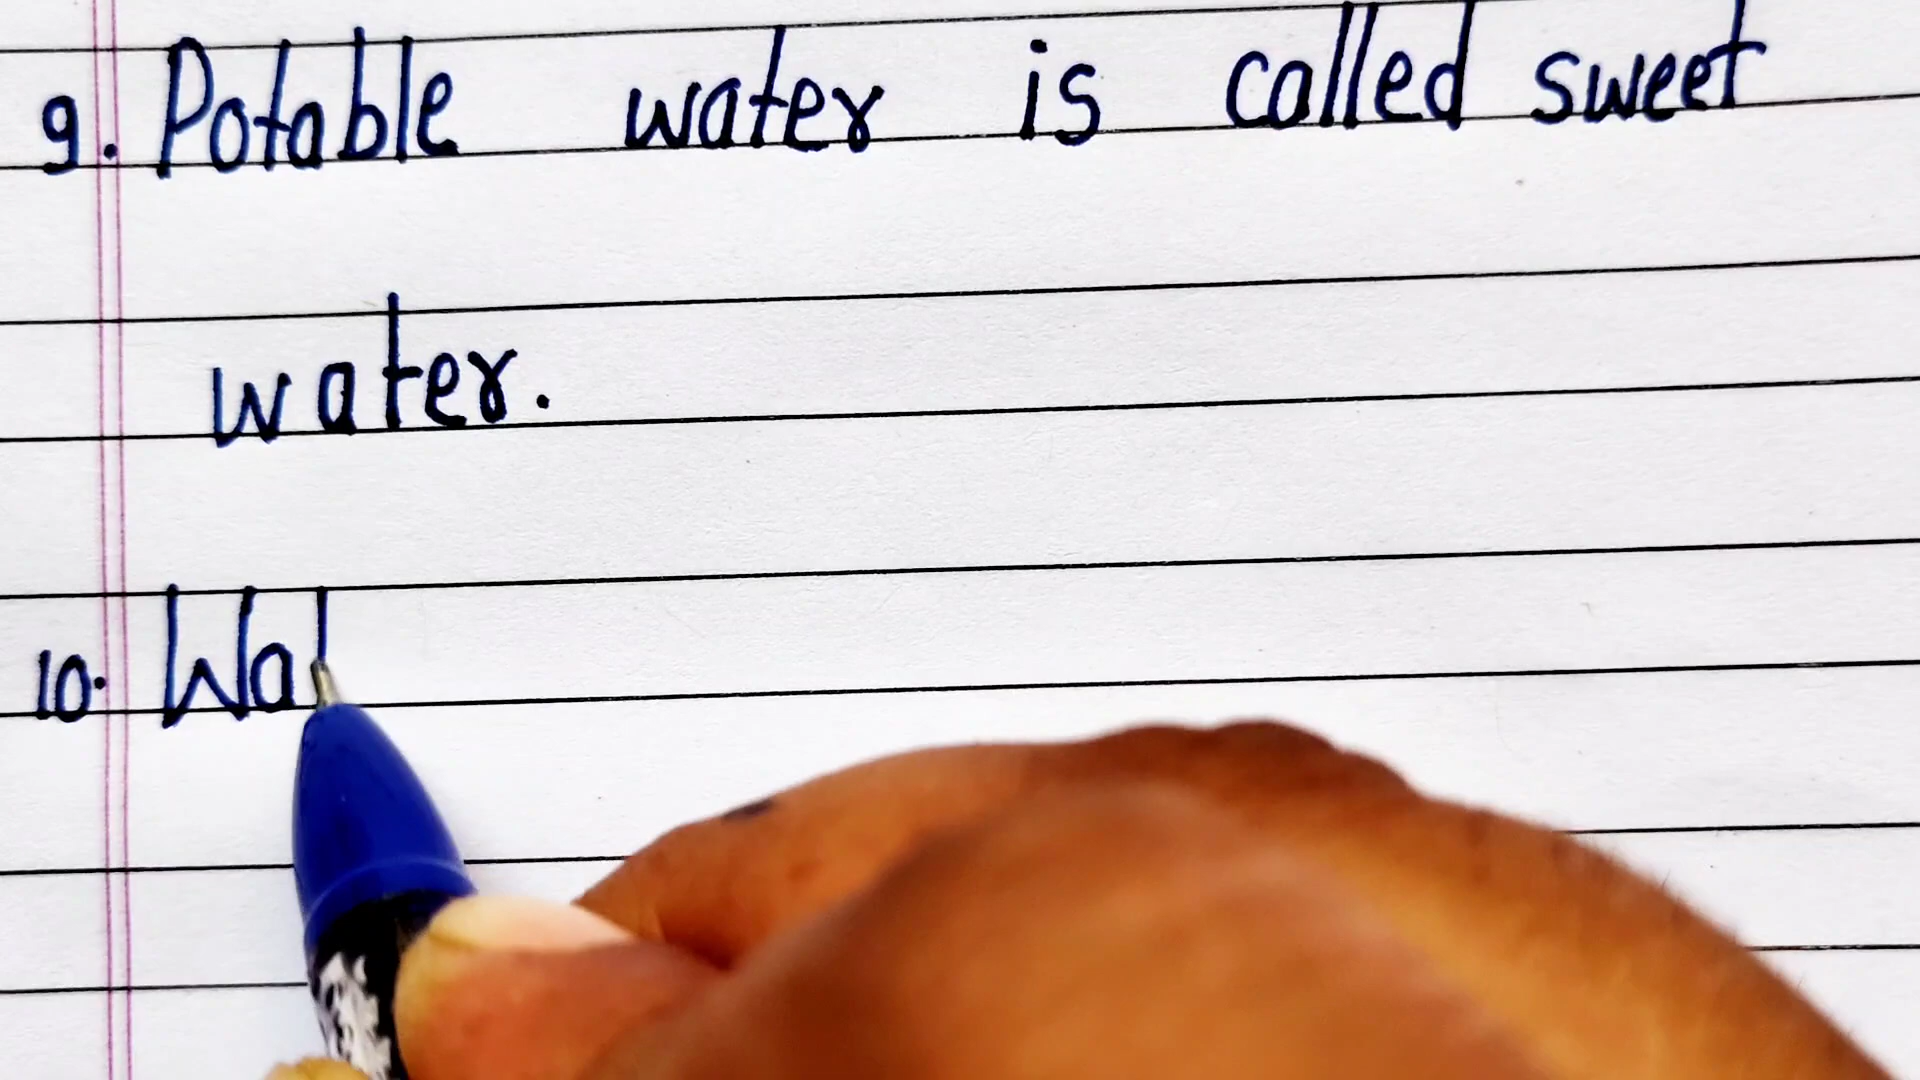 9. Potable water is called sweet
water.
10. Wa